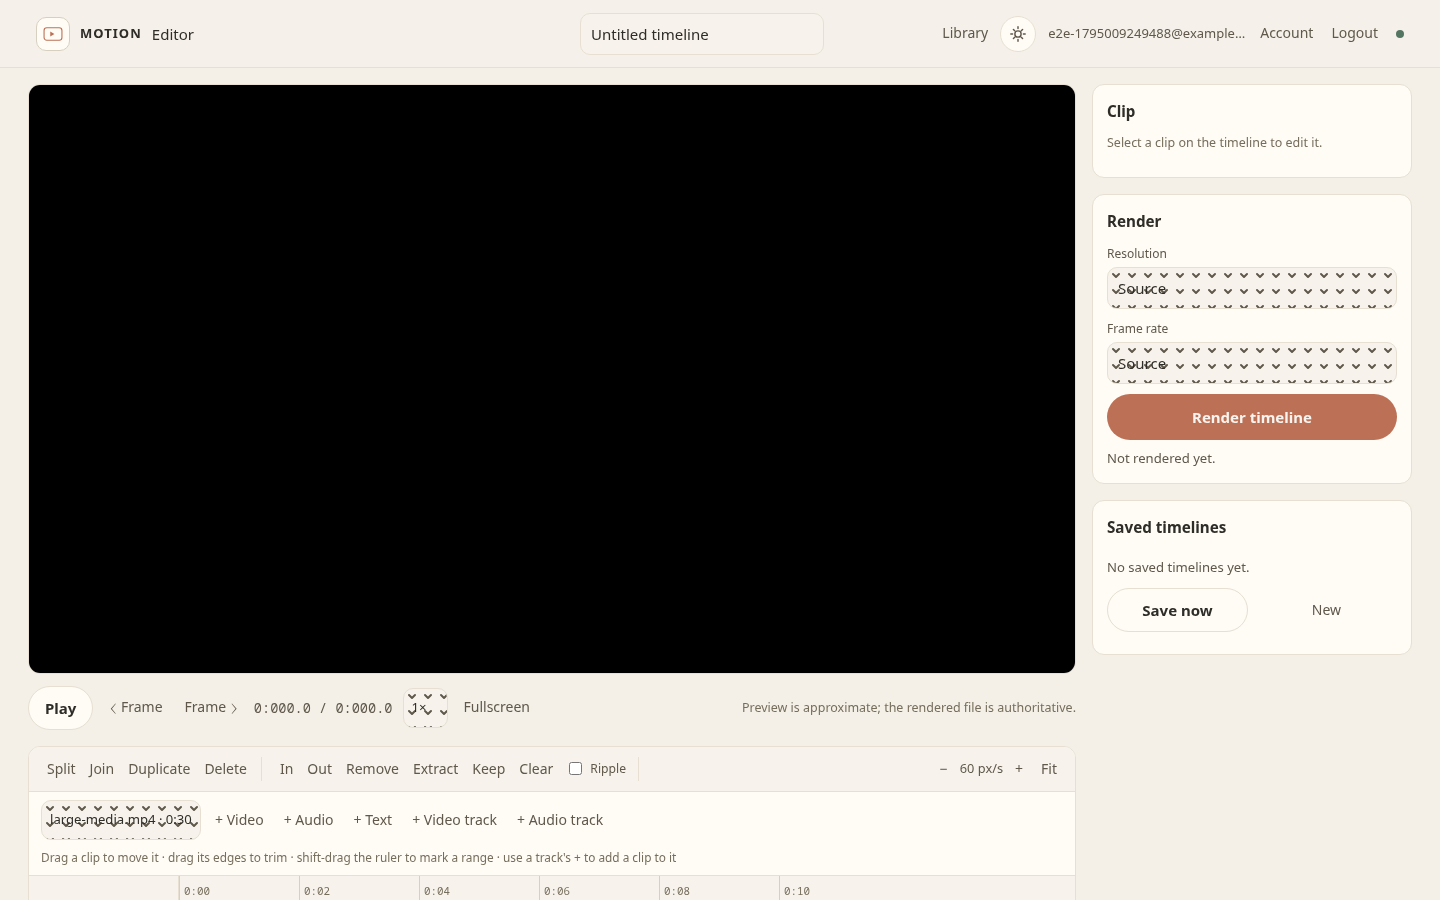 MOTION Editor
Untitled timeline
Library
e2e-1795009249488@example...
Account
Logout
Clip
Select a clip on the timeline to edit it.
Render
Resolution
Source
Frame rate
Source
Render timeline
Not rendered yet.
Saved timelines
No saved timelines yet.
Save now
New
Play
‹ Frame
Frame ›
0:000.0 / 0:000.0
1×
Fullscreen
Preview is approximate; the rendered file is authoritative.
Split Join Duplicate Delete In Out Remove Extract Keep Clear Ripple
− 60 px/s + Fit
large-media.mp4 · 0:30
+ Video + Audio + Text + Video track + Audio track
Drag a clip to move it · drag its edges to trim · shift-drag the ruler to mark a range · use a track's + to add a clip to it
0:00 0:02 0:04 0:06 0:08 0:10